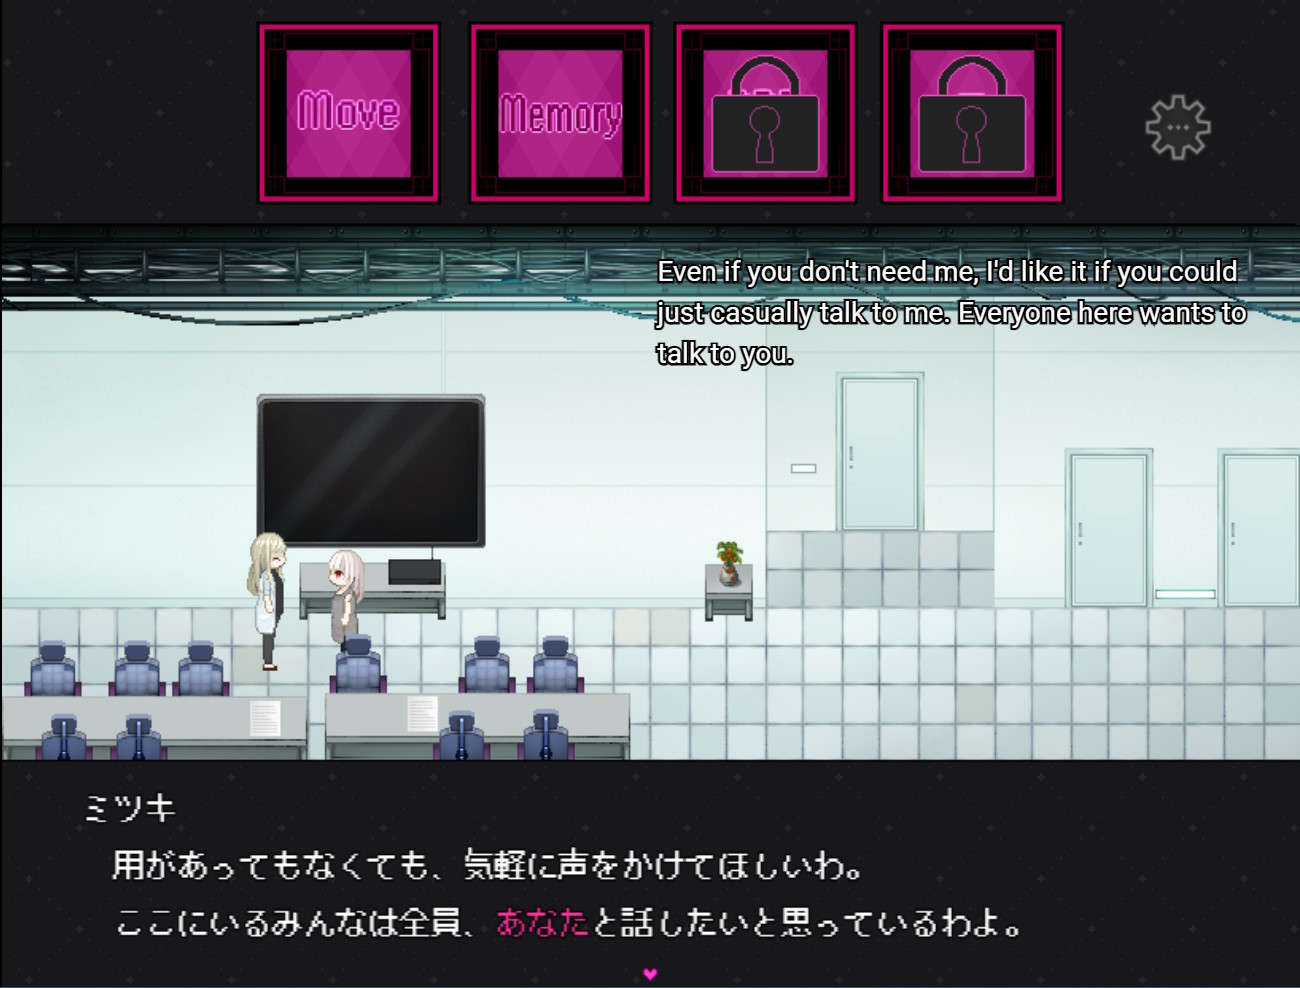 Move
Memory
Even if you don't need me, I'd like it if you could
just casually talk to me. Everyone here wants to
talk to you.
ミツキ
用があってもなくても、気軽に声をかけてほしいわ。
ここにいるみんなは全員、あなたと話したいと思っているわよ。